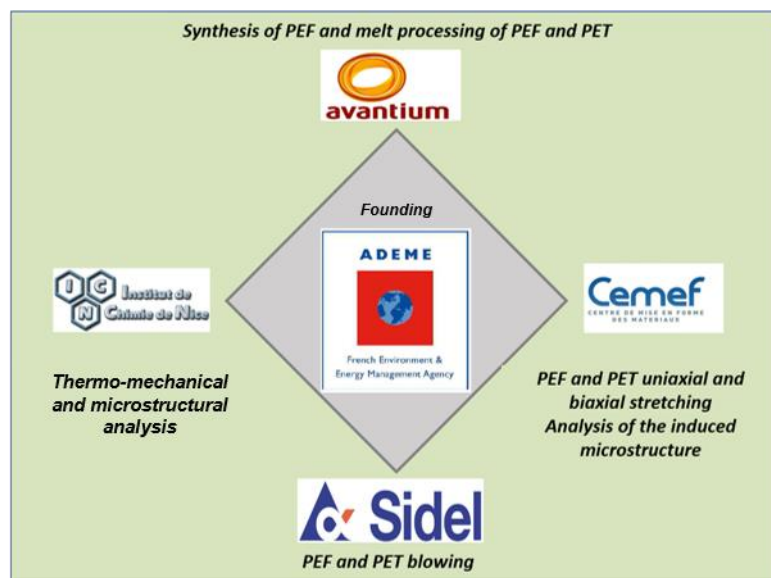 Synthesis of PEF and melt processing of PEF and PET
avantium
Founding
ADEME
French Environment &
Energy Management Agency
I C N
Institut de
Chimie de Nice
Thermo-mechanical
and microstructural
analysis
Cemef
CENTRE DE MISE EN FORME
DES MATERIAUX
PEF and PET uniaxial and
biaxial stretching
Analysis of the induced
microstructure
Sidel
PEF and PET blowing